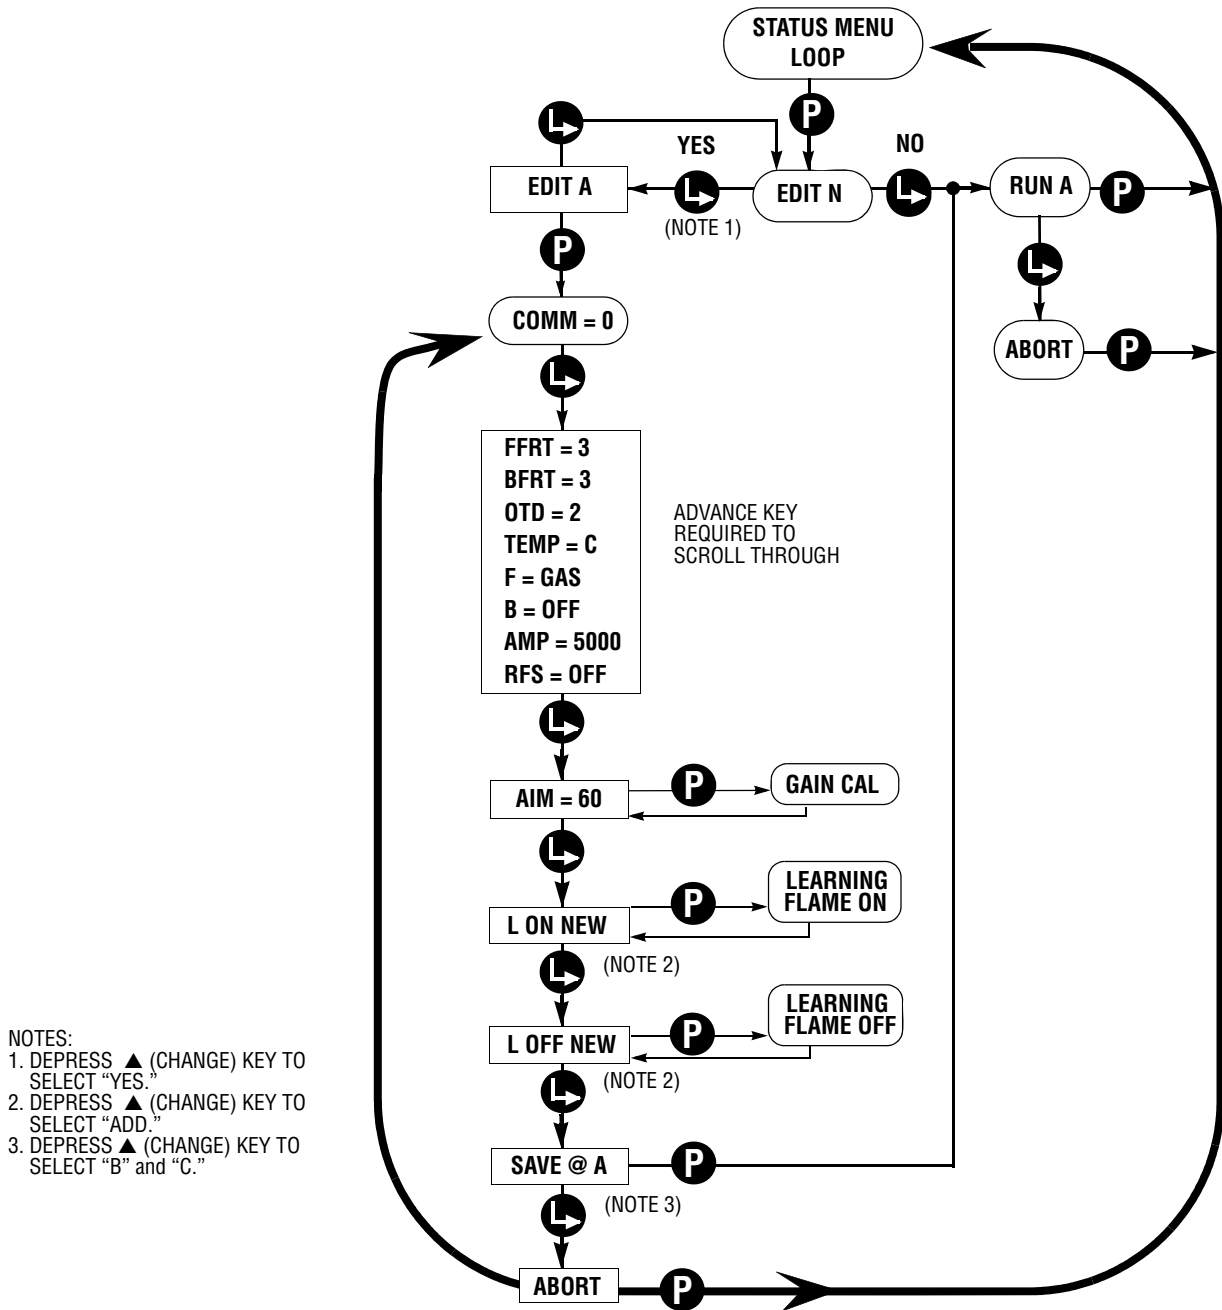 STATUS MENU
LOOP
P
YES
NO
EDIT A
L
EDIT N
L
RUN A
P
(NOTE 1)
P
L
COMM = 0
ABORT
P
L
FFRT = 3
BFRT = 3
OTD = 2
TEMP = C
F = GAS
B = OFF
AMP = 5000
RFS = OFF
ADVANCE KEY
REQUIRED TO
SCROLL THROUGH
L
AIM = 60
P
GAIN CAL
L
L ON NEW
P
LEARNING
FLAME ON
(NOTE 2)
L
L OFF NEW
P
LEARNING
FLAME OFF
(NOTE 2)
L
SAVE @ A
P
(NOTE 3)
L
ABORT
P
NOTES:
1. DEPRESS ▲ (CHANGE) KEY TO
SELECT “YES.”
2. DEPRESS ▲ (CHANGE) KEY TO
SELECT “ADD.”
3. DEPRESS ▲ (CHANGE) KEY TO
SELECT “B” and “C.”